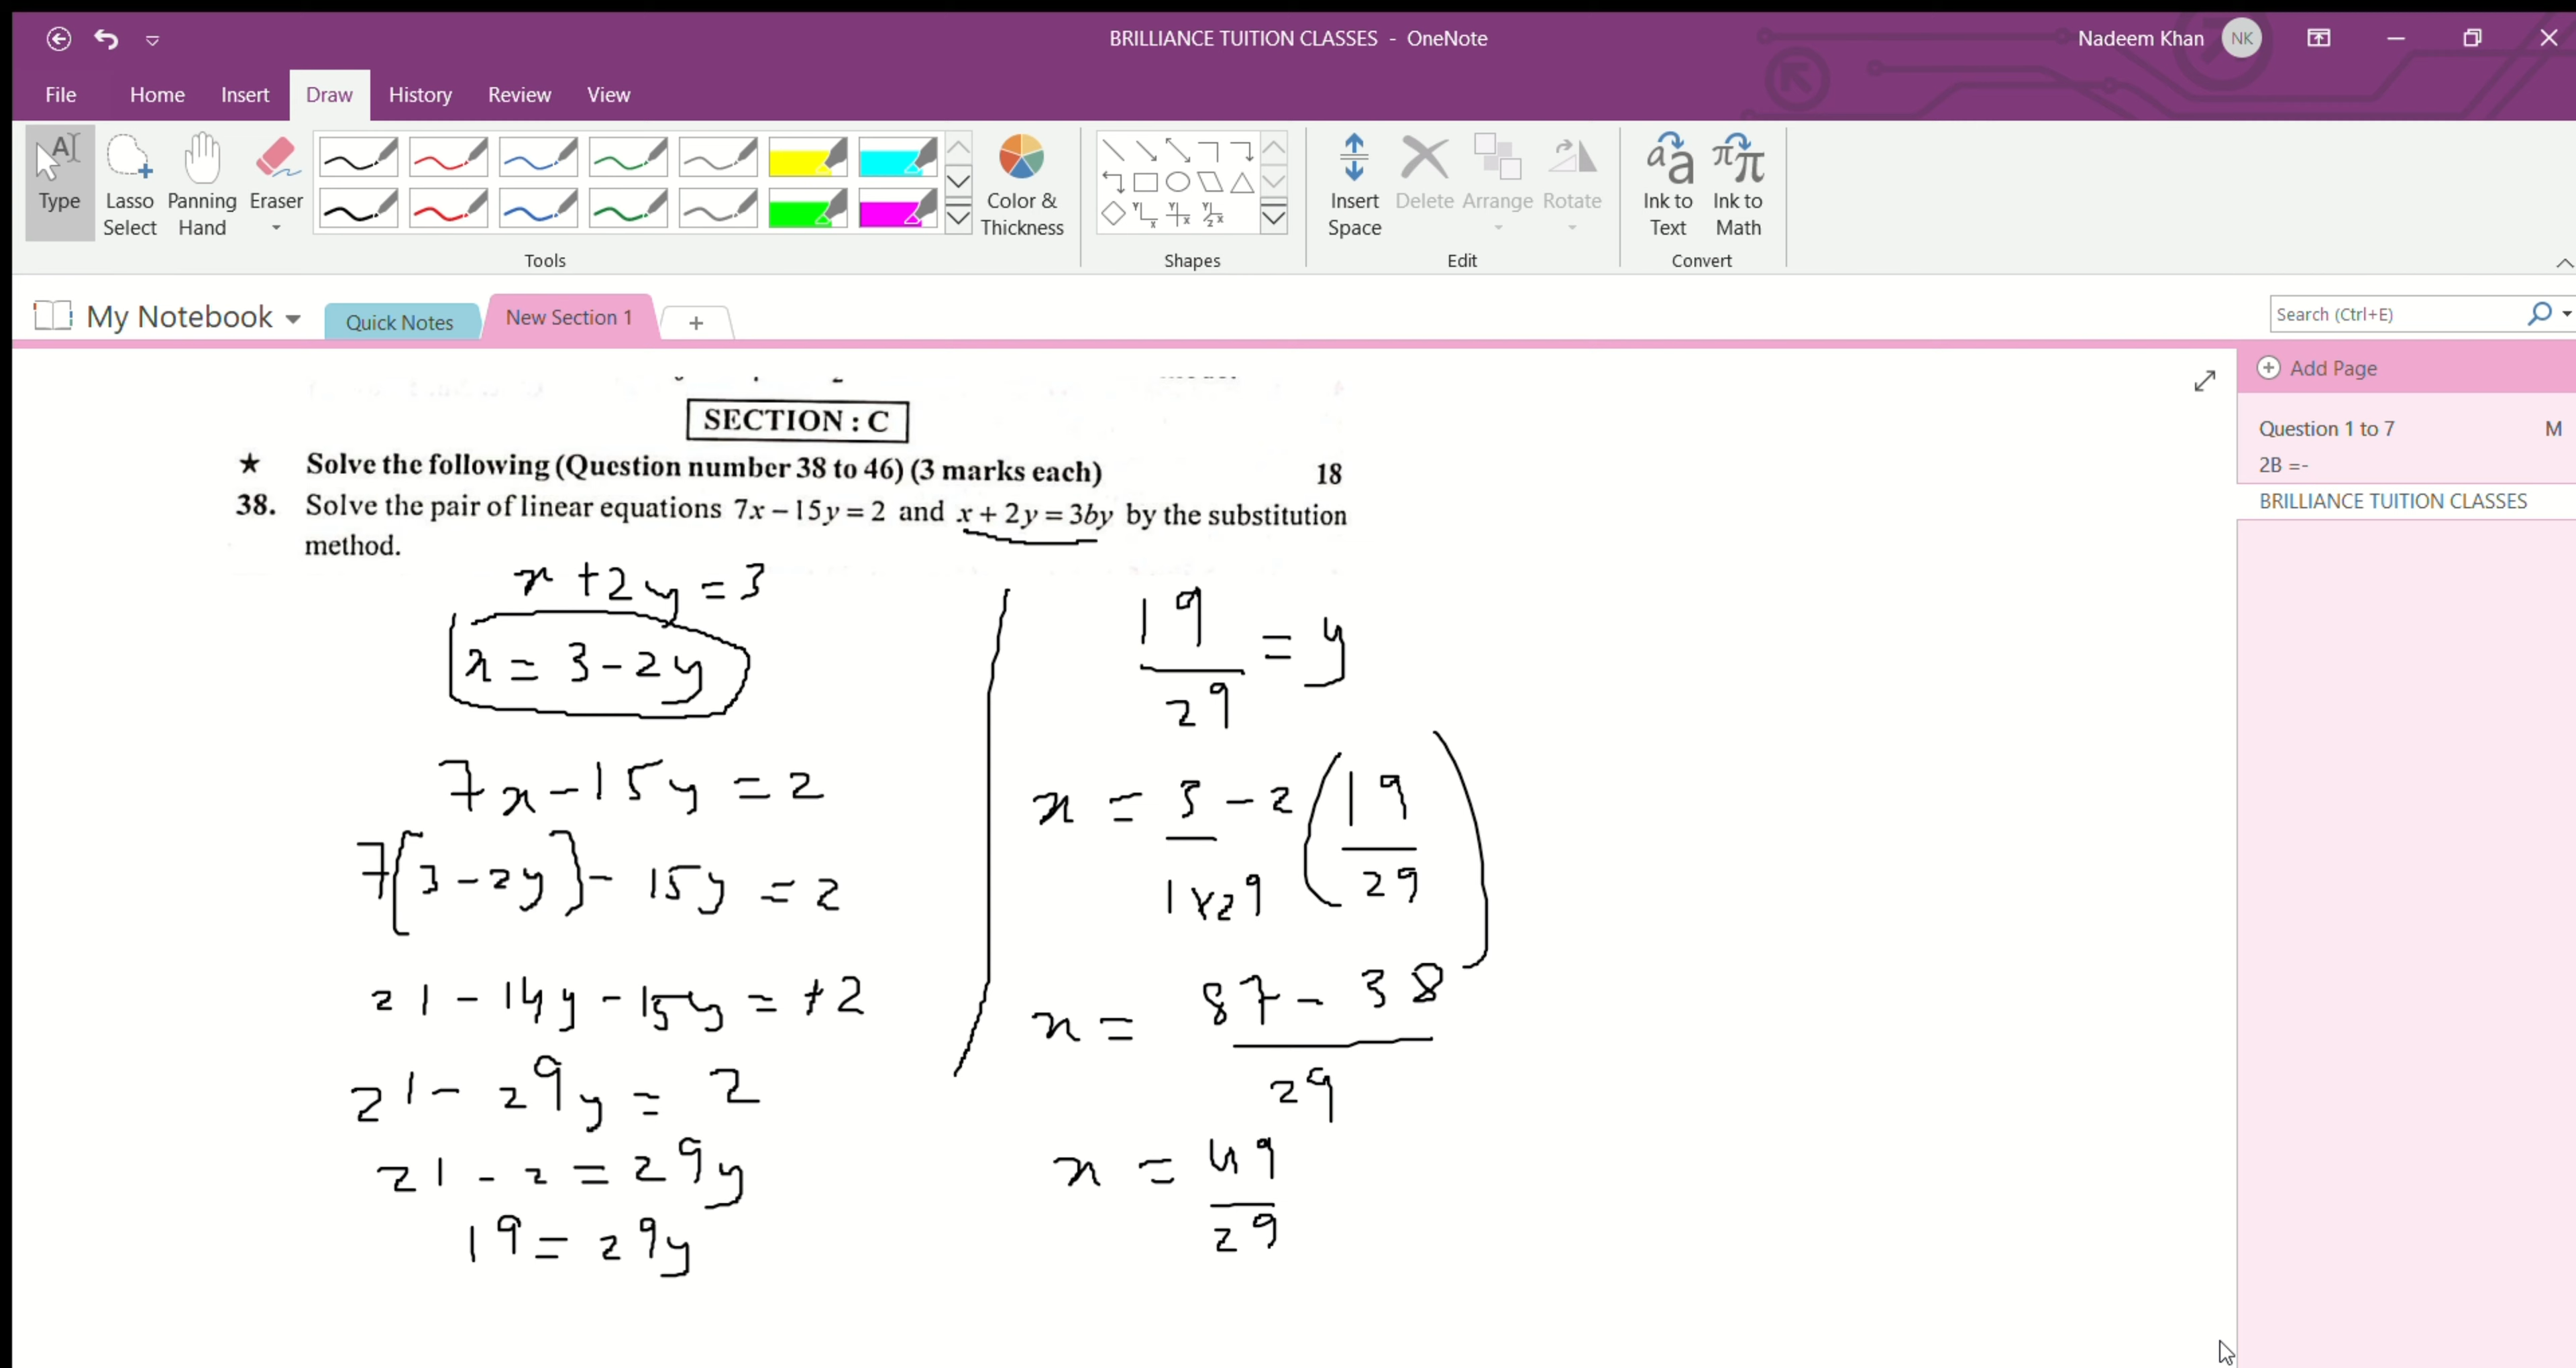 BRILLIANCE TUITION CLASSES - OneNote
Nadeem Khan NK
File Home Insert Draw History Review View
Type
Lasso Select
Panning Hand
Eraser
Color & Thickness
Insert Space
Delete
Arrange
Rotate
Ink to Text
Ink to Math
Tools Shapes Edit Convert
My Notebook Quick Notes New Section 1 +
Search (Ctrl+E)
Add Page
Question 1 to 7 M
2B =-
BRILLIANCE TUITION CLASSES
SECTION : C
★ Solve the following (Question number 38 to 46) (3 marks each) 18
38. Solve the pair of linear equations 7x – 15y = 2 and x + 2y = 3by by the substitution
method.
x + 2y = 3
x = 3 - 2y
7x - 15y = 2
7(3 - 2y) - 15y = 2
21 - 14y - 15y = +2
21 - 29y = 2
21 - 2 = 29y
19 = 29y
19/29 = y
x = 3/1×29 - 2(19/29)
x = 87 - 38/29
x = 49/29